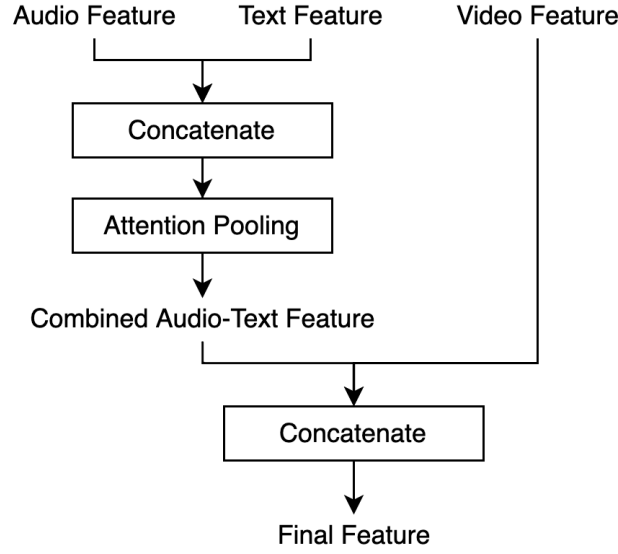 Audio Feature
Text Feature
Video Feature
Concatenate
Attention Pooling
Combined Audio-Text Feature
Concatenate
Final Feature